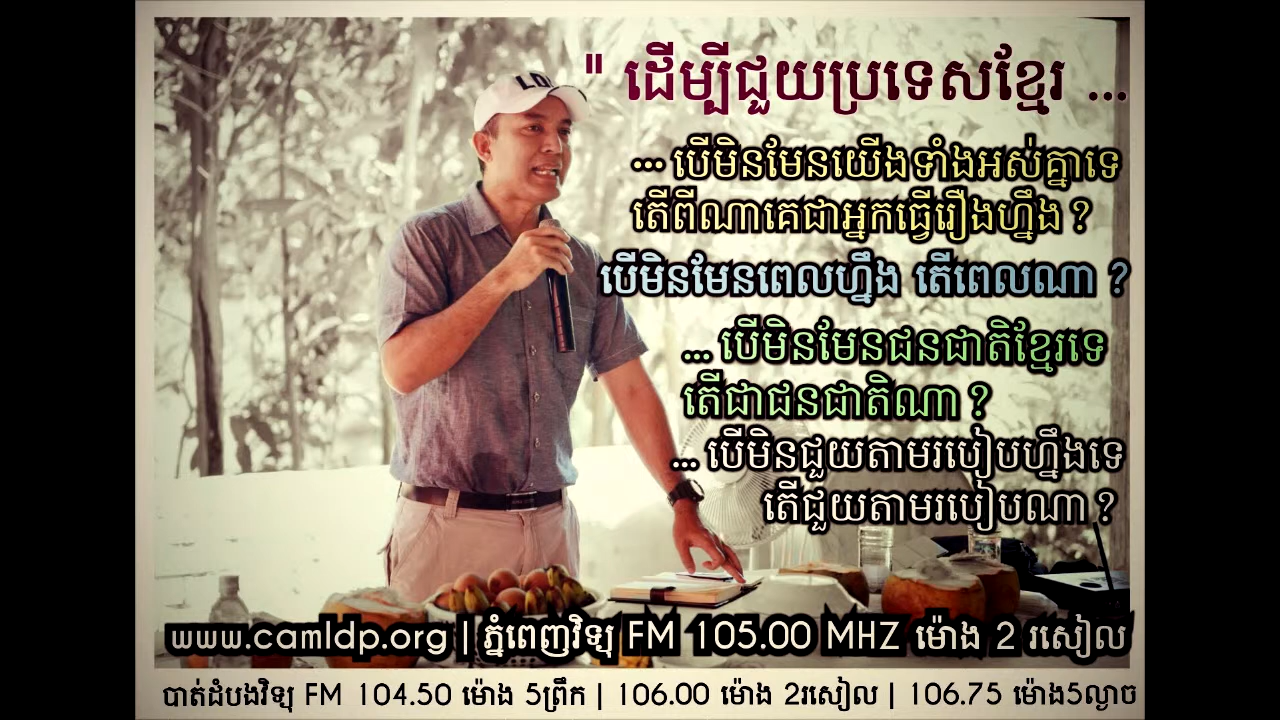 " ដើម្បីជួយប្រទេសខ្មែរ ...
... បើមិនមែនយើងទាំងអស់គ្នាទេ
តើពីណាគេជាអ្នកធ្វើរឿងហ្នឹង ?
បើមិនមែនពេលហ្នឹង តើពេលណា ?
... បើមិនមែនជនជាតិខ្មែរទេ
តើជាជនជាតិណា ?
... បើមិនជួយតាមរបៀបហ្នឹងទេ
តើជួយតាមរបៀបណា ?
www.camldp.org | ភ្នំពេញវិទ្យុ FM 105.00 MHZ ម៉ោង 2 រសៀល
បាត់ដំបងវិទ្យុ FM 104.50 ម៉ោង 5ព្រឹក | 106.00 ម៉ោង 2រសៀល | 106.75 ម៉ោង5ល្ងាច